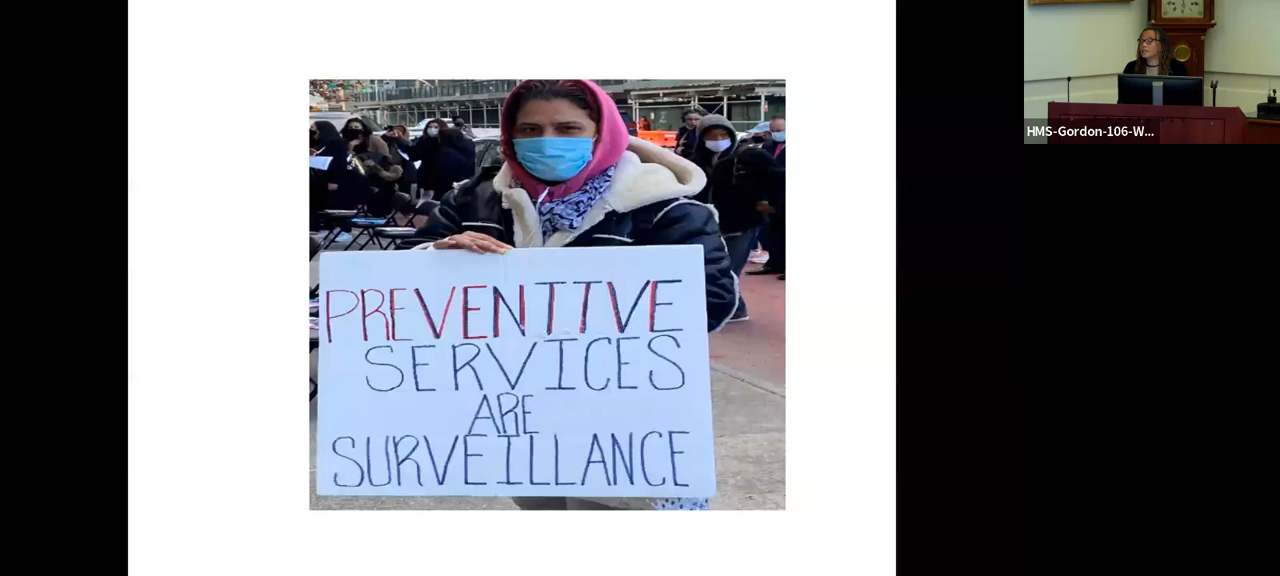 HMS-Gordon-106-W...
PREVENTIVE
SERVICES
ARE
SURVEILLANCE